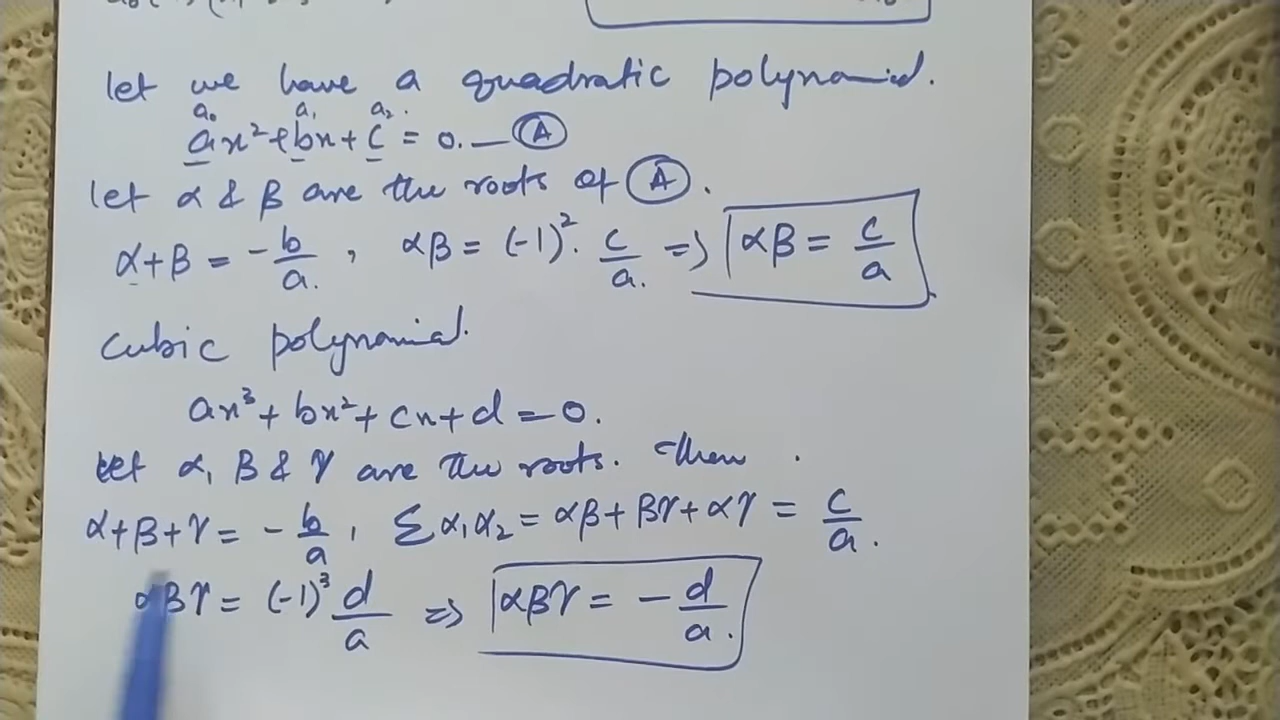 let we have a quadratic polynomial.
a₀ a₁ a₂.
ax² + bx + c = 0. — Ⓐ
let α & β are the roots of Ⓐ.
α+β = -b/a. , αβ = (-1)². c/a. => αβ = c/a
Cubic polynomial.
ax³ + bx² + cx + d = 0.
Let α, β & γ are the roots. Then .
α+β+γ = -b/a , Σα₁α₂ = αβ + βγ + αγ = c/a.
αβγ = (-1)³ d/a => αβγ = -d/a.